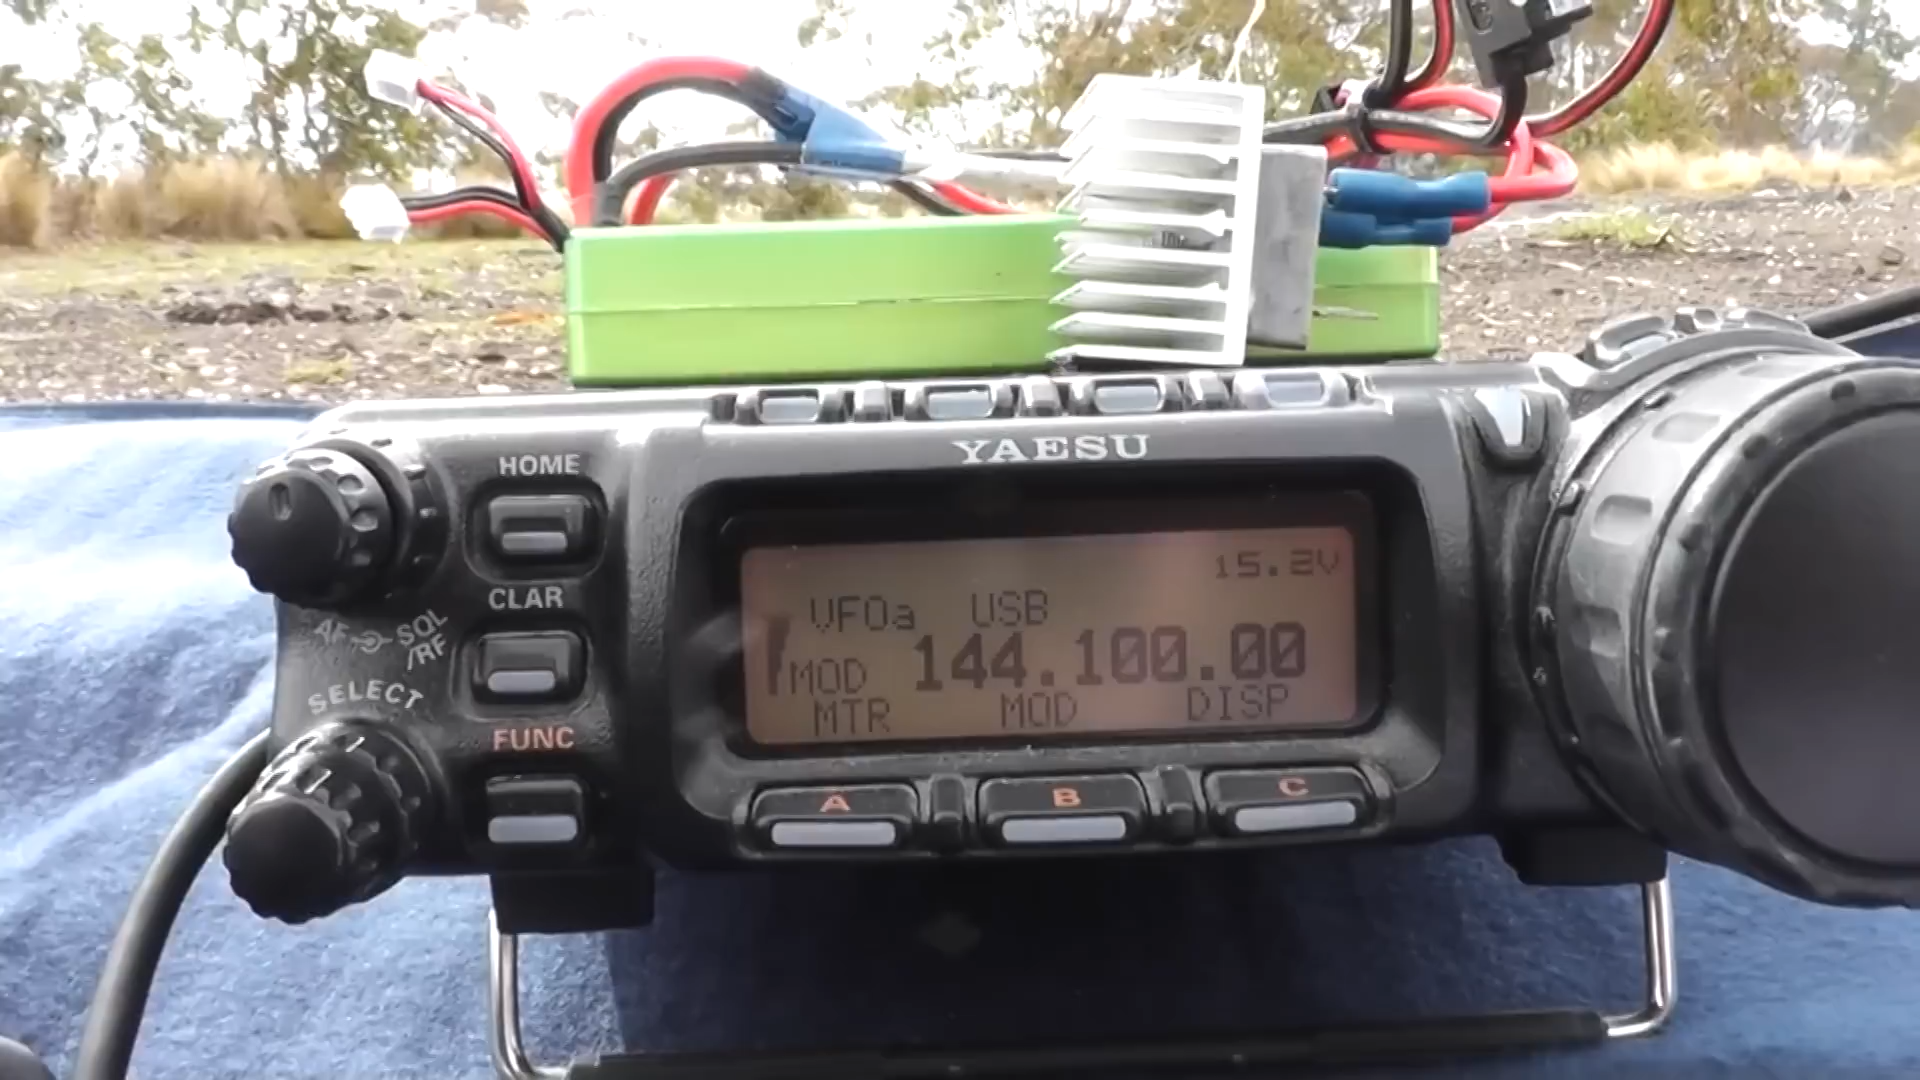 YAESU
HOME
CLAR
AF SQL
/RF
SELECT
FUNC
15.2V
VFOa USB
MOD 144.100.00
MTR MOD DISP
A B C